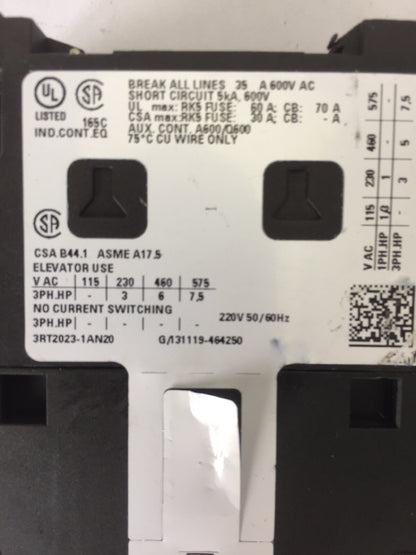 UL
SA
LISTED
165C
IND.CONT.EQ
BREAK ALL LINES 35 A 600V AC
SHORT CIRCUIT 5kA, 600V
UL max: RK5 FUSE: 60 A; CB: 70 A
CSA max: RK5 FUSE: 30 A; CB: - A
AUX. CONT. A600/Q600
75°C CU WIRE ONLY
SA
CSA B44.1 ASME A17.5
ELEVATOR USE
V AC 115 230 460 575
3PH.HP - 3 6 7,5
NO CURRENT SWITCHING
3PH.HP - - - -
220V 50/60Hz
3RT2023-1AN20
G/131119-464250
V AC 115 230 460 575
1PH.HP 1 -
3PH.HP - 3 5 7,5